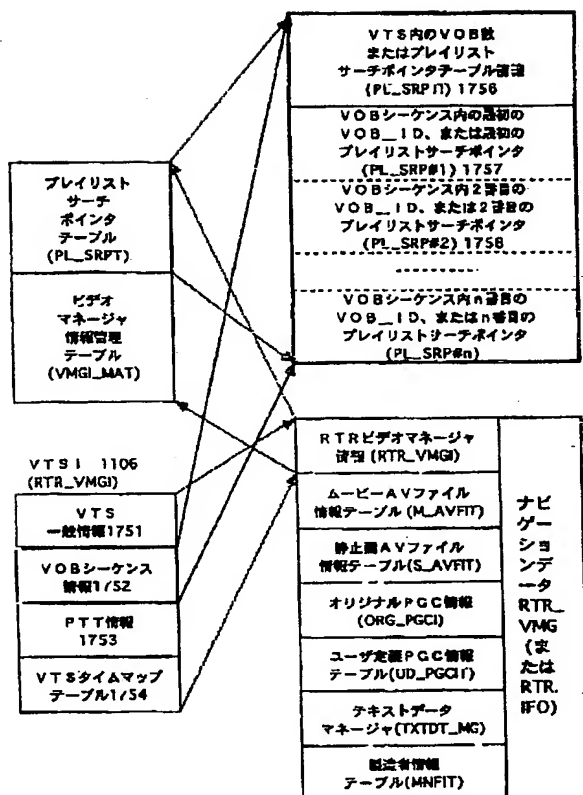 VTS内のVOB数
またはプレイリスト
サーチポインタテーブル情報
(PL_SRPTI) 1756
VOBシーケンス内の最初の
VOB__ID、または最初の
プレイリストサーチポインタ
(PL_SRP#1) 1757
VOBシーケンス内2番目の
VOB__ID、または2番目の
プレイリストサーチポインタ
(PL_SRP#2) 1758
VOBシーケンス内n番目の
VOB__ID、またはn番目の
プレイリストサーチポインタ
(PL_SRP#n)
プレイリスト
サーチ
ポインタ
テーブル
(PL_SRPT)
ビデオ
マネージャ
情報管理
テーブル
(VMGI_MAT)
VTSI 1106
(RTR_VMGI)
VTS
一般情報1751
VOBシーケンス
情報1752
PTT情報
1753
VTSタイムマップ
テーブル1754
RTRビデオマネージャ
情報 (RTR_VMGI)
ムービーAVファイル
情報テーブル(M_AVFIT)
静止画AVファイル
情報テーブル(S_AVFIT)
オリジナルPGC情報
(ORG_PGCI)
ユーザ定義PGC情報
テーブル(UD_PGCIT)
テキストデータ
マネージャ(TXTDT_MG)
製造者情報
テーブル(MNFIT)
ナビ
ゲー
ショ
ンデ
ータ
RTR_
VMG
(ま
たは
RTR.
IFO)